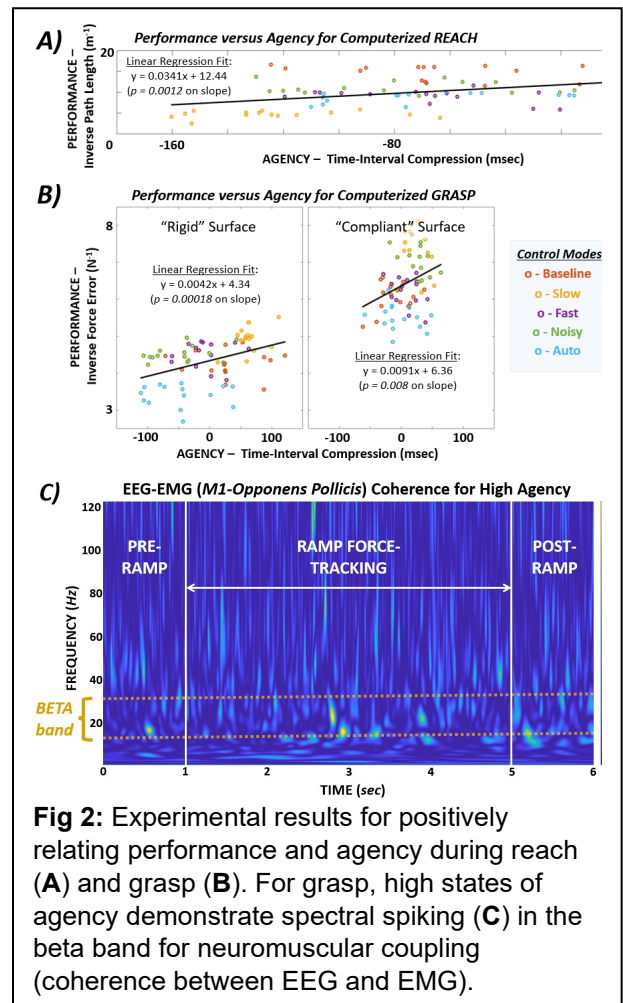 A) Performance versus Agency for Computerized REACH
20
Linear Regression Fit:
y = 0.0341x + 12.44
(p = 0.0012 on slope)
PERFORMANCE –
Inverse Path Length (m⁻¹)
0
-160
-80
AGENCY – Time-Interval Compression (msec)
B) Performance versus Agency for Computerized GRASP
8
"Rigid" Surface
"Compliant" Surface
Linear Regression Fit:
y = 0.0042x + 4.34
(p = 0.00018 on slope)
PERFORMANCE –
Inverse Force Error (N⁻¹)
Control Modes
o - Baseline
o - Slow
o - Fast
o - Noisy
o - Auto
Linear Regression Fit:
y = 0.0091x + 6.36
(p = 0.008 on slope)
3
-100 0 100 -100 0 100
AGENCY – Time-Interval Compression (msec)
C) EEG-EMG (M1-Opponens Pollicis) Coherence for High Agency
120
100
80
60
40
20
0
FREQUENCY (Hz)
PRE-
RAMP
RAMP FORCE-
TRACKING
POST-
RAMP
BETA
band
0 1 2 3 4 5 6
TIME (sec)
Fig 2: Experimental results for positively
relating performance and agency during reach
(A) and grasp (B). For grasp, high states of
agency demonstrate spectral spiking (C) in the
beta band for neuromuscular coupling
(coherence between EEG and EMG).